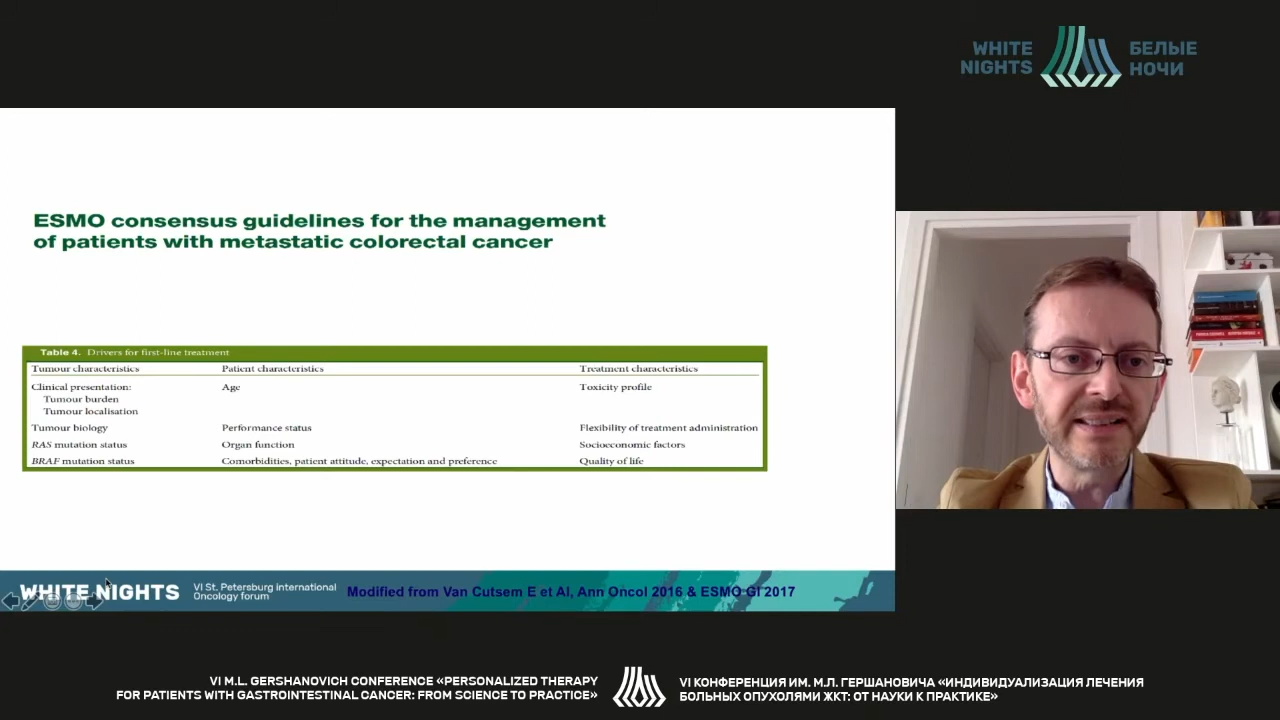 WHITE
NIGHTS
БЕЛЫЕ
НОЧИ
ESMO consensus guidelines for the management
of patients with metastatic colorectal cancer
Table 4. Drivers for first-line treatment
Tumour characteristics Patient characteristics Treatment characteristics
Clinical presentation: Age Toxicity profile
Tumour burden
Tumour localisation
Tumour biology Performance status Flexibility of treatment administration
RAS mutation status Organ function Socioeconomic factors
BRAF mutation status Comorbidities, patient attitude, expectation and preference Quality of life
WHITE NIGHTS
VI St. Petersburg international
Oncology forum
Modified from Van Cutsem E et Al, Ann Oncol 2016 & ESMO GI 2017
VI M.L. GERSHANOVICH CONFERENCE «PERSONALIZED THERAPY
FOR PATIENTS WITH GASTROINTESTINAL CANCER: FROM SCIENCE TO PRACTICE»
VI КОНФЕРЕНЦИЯ ИМ. М.Л. ГЕРШАНОВИЧА «ИНДИВИДУАЛИЗАЦИЯ ЛЕЧЕНИЯ
БОЛЬНЫХ ОПУХОЛЯМИ ЖКТ: ОТ НАУКИ К ПРАКТИКЕ»